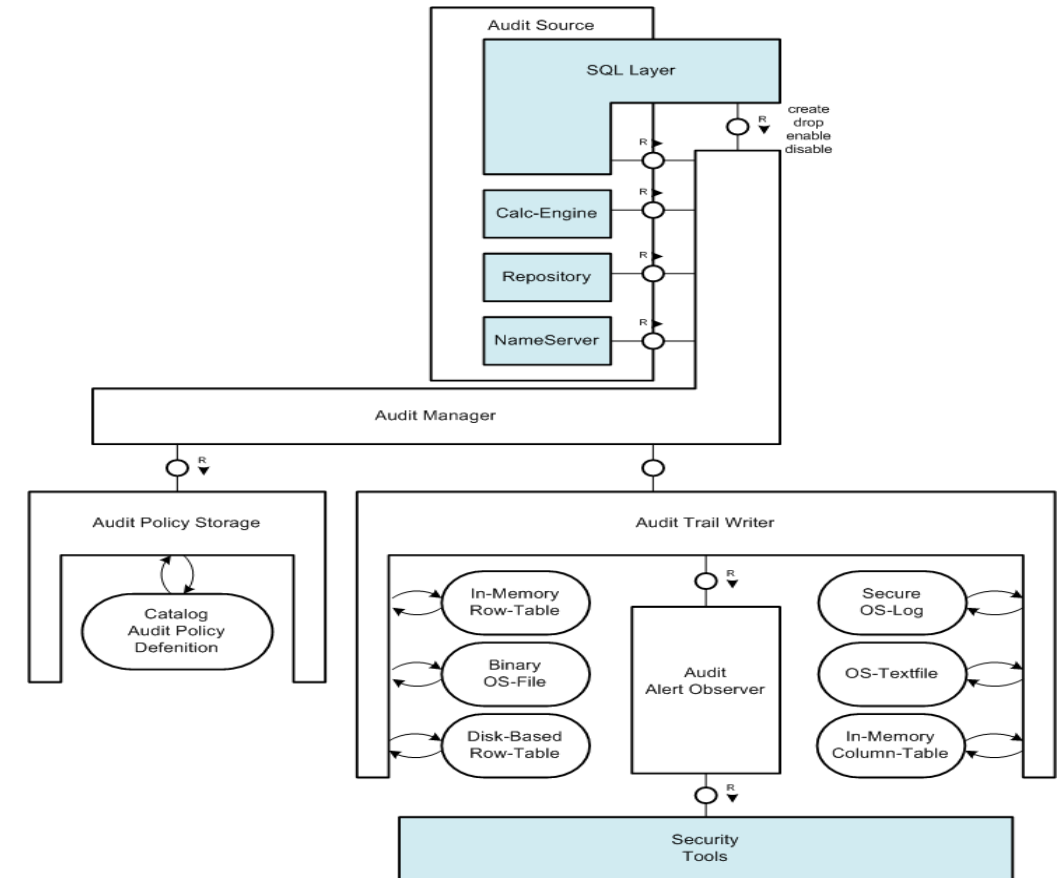 Audit Source
SQL Layer
R
create
drop
enable
disable
R
R
Calc-Engine
R
Repository
R
NameServer
Audit Manager
R
Audit Policy Storage
Audit Trail Writer
Catalog
Audit Policy
Defenition
In-Memory
Row-Table
Binary
OS-File
Disk-Based
Row-Table
R
Audit
Alert Observer
Secure
OS-Log
OS-Textfile
In-Memory
Column-Table
R
Security
Tools